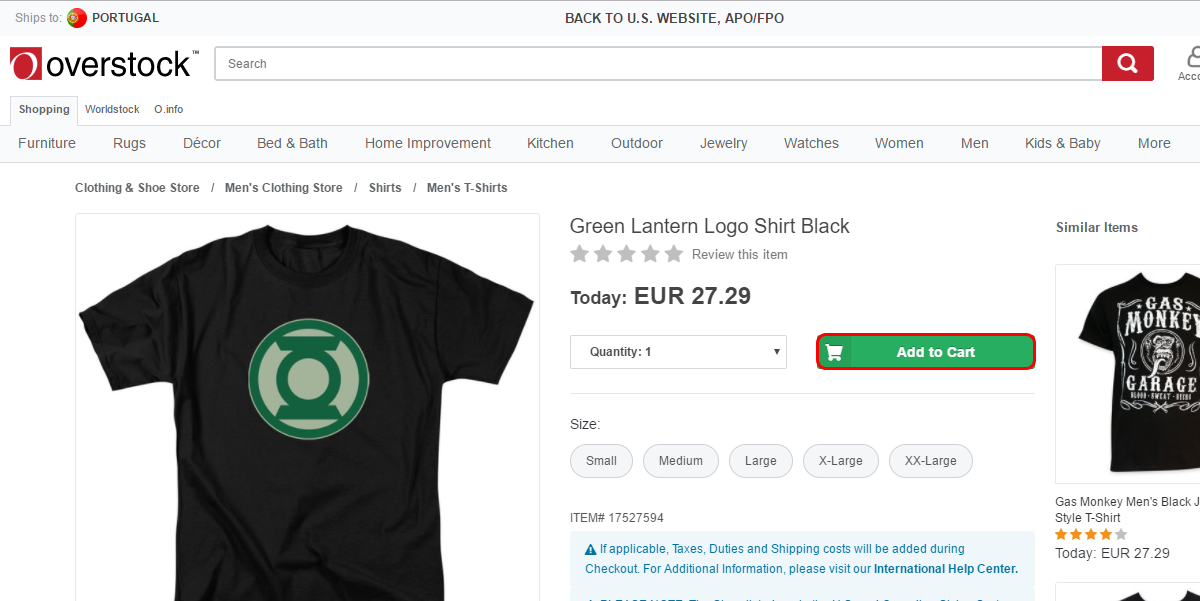 Ships to: PORTUGAL
BACK TO U.S. WEBSITE, APO/FPO
overstock™
Search
Shopping Worldstock O.info
Furniture Rugs Décor Bed & Bath Home Improvement Kitchen Outdoor Jewelry Watches Women Men Kids & Baby More
Clothing & Shoe Store / Men's Clothing Store / Shirts / Men's T-Shirts
Green Lantern Logo Shirt Black
Review this item
Today: EUR 27.29
Quantity: 1
Add to Cart
Size:
Small Medium Large X-Large XX-Large
ITEM# 17527594
If applicable, Taxes, Duties and Shipping costs will be added during
Checkout. For Additional Information, please visit our International Help Center.
Similar Items
GAS
MONKEY
GARAGE
BLOOD · SWEAT · BEERS
Gas Monkey Men's Black J
Style T-Shirt
Today: EUR 27.29